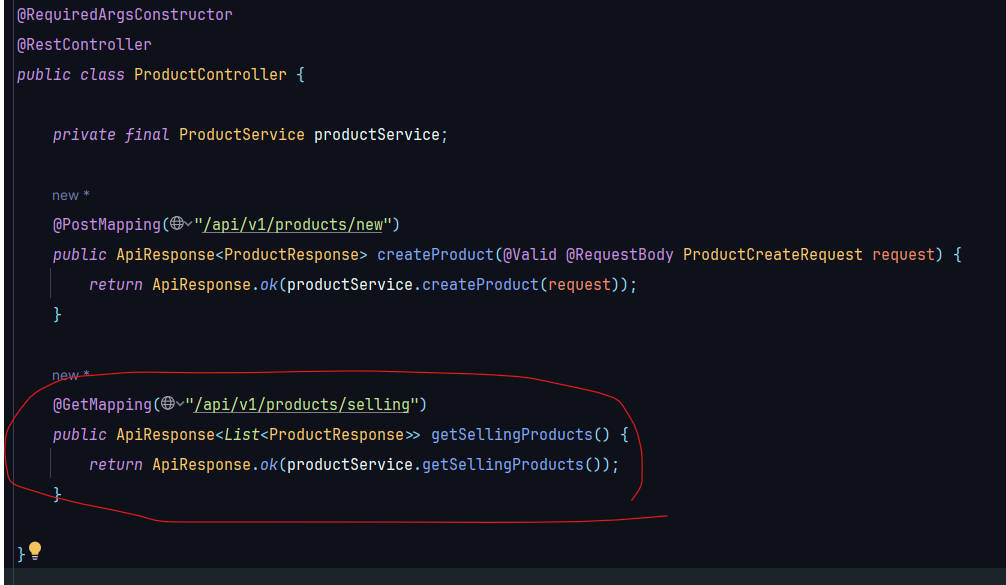 @RequiredArgsConstructor
@RestController
public class ProductController {
private final ProductService productService;
new *
@PostMapping("/api/v1/products/new")
public ApiResponse<ProductResponse> createProduct(@Valid @RequestBody ProductCreateRequest request) {
return ApiResponse.ok(productService.createProduct(request));
}
new *
@GetMapping("/api/v1/products/selling")
public ApiResponse<List<ProductResponse>> getSellingProducts() {
return ApiResponse.ok(productService.getSellingProducts());
}
}